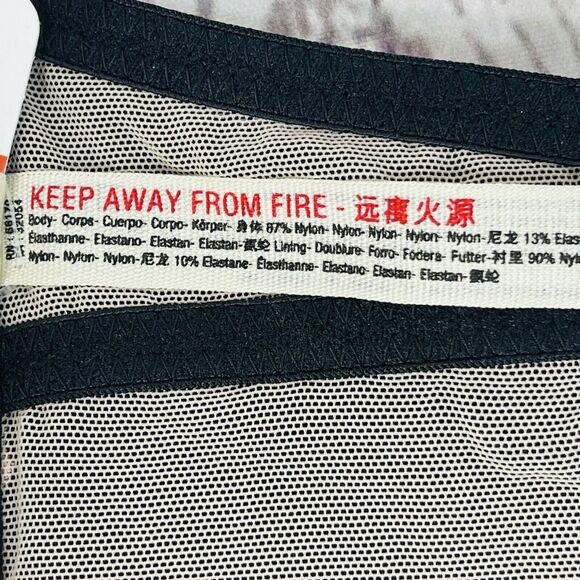 KEEP AWAY FROM FIRE - 远离火源
Body- Corps- Cuerpo- Corpo- Körper- 身体 87% Nylon- Nylon- Nylon- Nylon- Nylon-尼龙 13% Elas
Élasthanne- Elastano- Elastan- Elastan-氨纶 Lining- Doublure- Forro- Fodera- Futter-衬里 90% Nyl
Nylon- Nylon- Nylon-尼龙 10% Elastane- Élasthanne- Elastano- Elastan- Elastan-氨纶